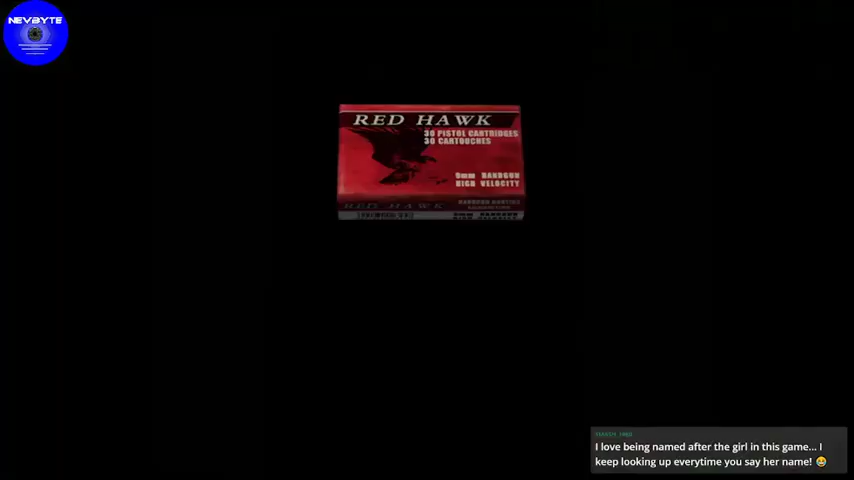 NEVBYTE
RED HAWK
30 PISTOL CARTRIDGES
30 CARTOUCHES
9mm HANDGUN
HIGH VELOCITY
RED HAWK
I love being named after the girl in this game... I
keep looking up everytime you say her name! 😭